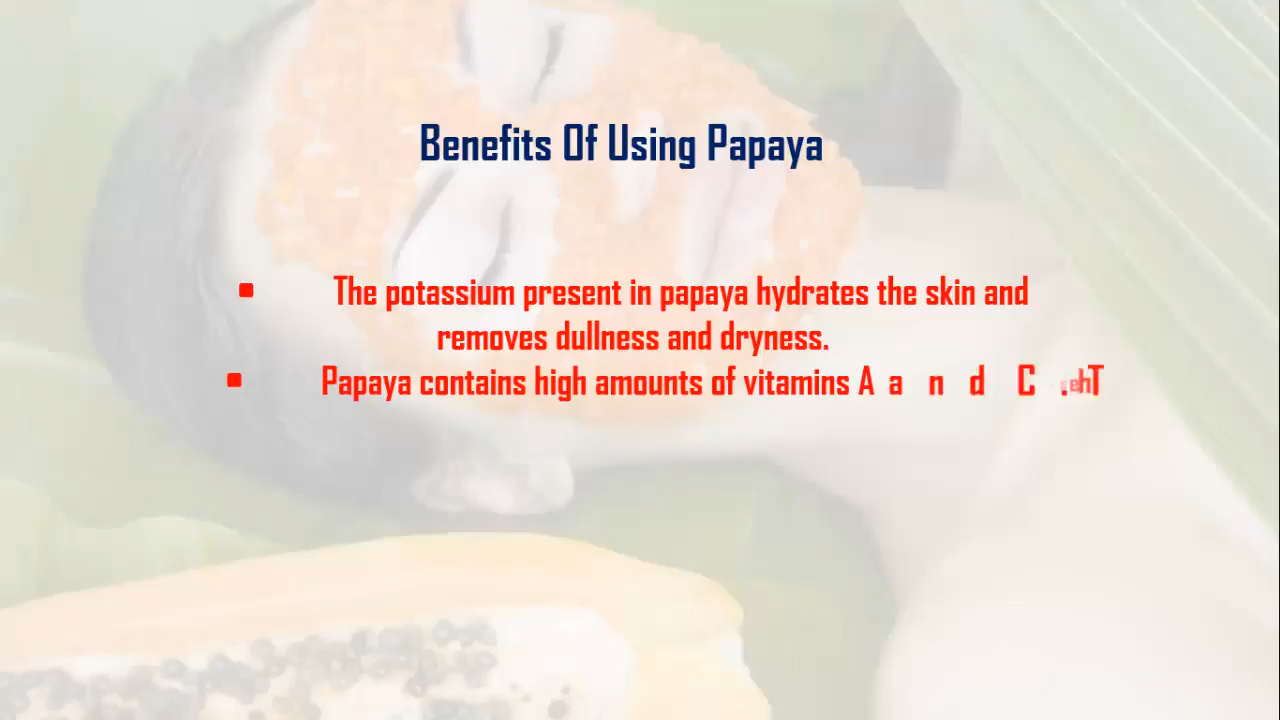 Benefits Of Using Papaya
▪ The potassium present in papaya hydrates the skin and
removes dullness and dryness.
▪ Papaya contains high amounts of vitamins A and C.